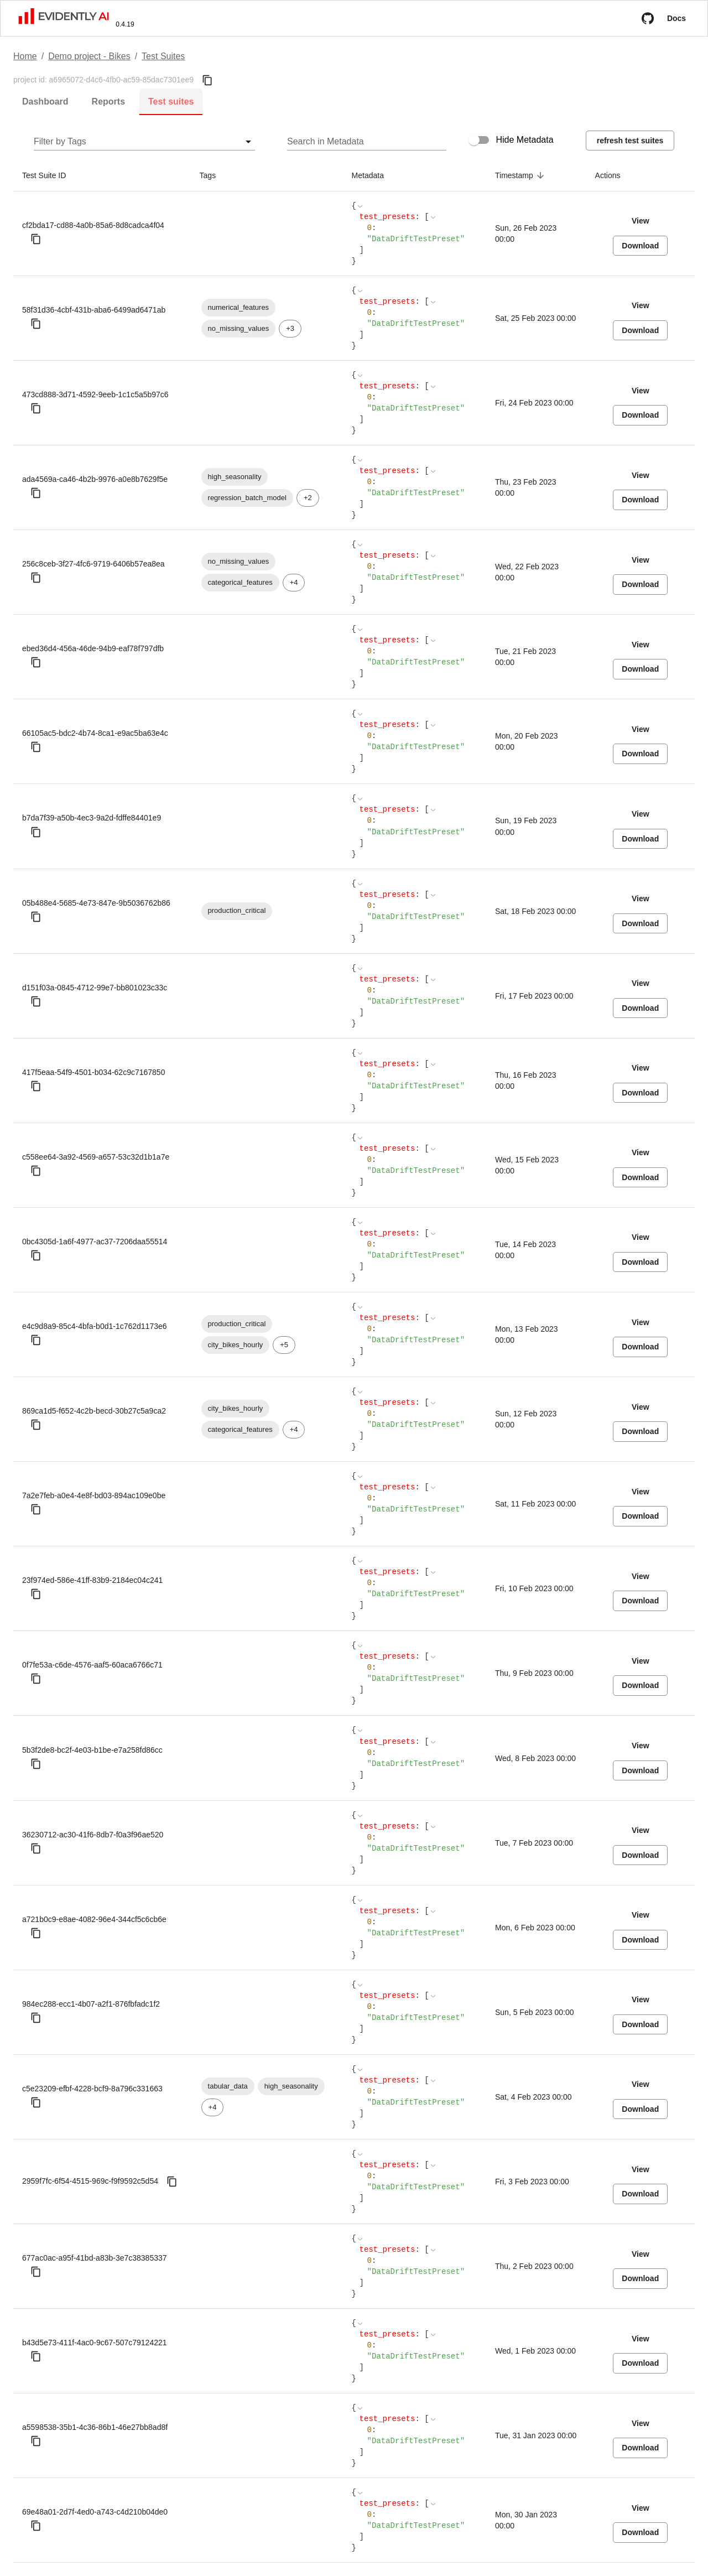 EVIDENTLY AI 0.4.19 Docs
Home / Demo project - Bikes / Test Suites
project id: a6965072-d4c6-4fb0-ac59-85dac7301ee9
Dashboard Reports Test suites
Filter by Tags Search in Metadata Hide Metadata refresh test suites
Test Suite ID Tags Metadata Timestamp Actions
cf2bda17-cd88-4a0b-85a6-8d8cadca4f04
{
test_presets: [
0:
"DataDriftTestPreset"
]
}
Sun, 26 Feb 2023
00:00
View
Download
58f31d36-4cbf-431b-aba6-6499ad6471ab
numerical_features
no_missing_values +3
{
test_presets: [
0:
"DataDriftTestPreset"
]
}
Sat, 25 Feb 2023 00:00
View
Download
473cd888-3d71-4592-9eeb-1c1c5a5b97c6
{
test_presets: [
0:
"DataDriftTestPreset"
]
}
Fri, 24 Feb 2023 00:00
View
Download
ada4569a-ca46-4b2b-9976-a0e8b7629f5e
high_seasonality
regression_batch_model +2
{
test_presets: [
0:
"DataDriftTestPreset"
]
}
Thu, 23 Feb 2023
00:00
View
Download
256c8ceb-3f27-4fc6-9719-6406b57ea8ea
no_missing_values
categorical_features +4
{
test_presets: [
0:
"DataDriftTestPreset"
]
}
Wed, 22 Feb 2023
00:00
View
Download
ebed36d4-456a-46de-94b9-eaf78f797dfb
{
test_presets: [
0:
"DataDriftTestPreset"
]
}
Tue, 21 Feb 2023
00:00
View
Download
66105ac5-bdc2-4b74-8ca1-e9ac5ba63e4c
{
test_presets: [
0:
"DataDriftTestPreset"
]
}
Mon, 20 Feb 2023
00:00
View
Download
b7da7f39-a50b-4ec3-9a2d-fdffe84401e9
{
test_presets: [
0:
"DataDriftTestPreset"
]
}
Sun, 19 Feb 2023
00:00
View
Download
05b488e4-5685-4e73-847e-9b5036762b86
production_critical
{
test_presets: [
0:
"DataDriftTestPreset"
]
}
Sat, 18 Feb 2023 00:00
View
Download
d151f03a-0845-4712-99e7-bb801023c33c
{
test_presets: [
0:
"DataDriftTestPreset"
]
}
Fri, 17 Feb 2023 00:00
View
Download
417f5eaa-54f9-4501-b034-62c9c7167850
{
test_presets: [
0:
"DataDriftTestPreset"
]
}
Thu, 16 Feb 2023
00:00
View
Download
c558ee64-3a92-4569-a657-53c32d1b1a7e
{
test_presets: [
0:
"DataDriftTestPreset"
]
}
Wed, 15 Feb 2023
00:00
View
Download
0bc4305d-1a6f-4977-ac37-7206daa55514
{
test_presets: [
0:
"DataDriftTestPreset"
]
}
Tue, 14 Feb 2023
00:00
View
Download
e4c9d8a9-85c4-4bfa-b0d1-1c762d1173e6
production_critical
city_bikes_hourly +5
{
test_presets: [
0:
"DataDriftTestPreset"
]
}
Mon, 13 Feb 2023
00:00
View
Download
869ca1d5-f652-4c2b-becd-30b27c5a9ca2
city_bikes_hourly
categorical_features +4
{
test_presets: [
0:
"DataDriftTestPreset"
]
}
Sun, 12 Feb 2023
00:00
View
Download
7a2e7feb-a0e4-4e8f-bd03-894ac109e0be
{
test_presets: [
0:
"DataDriftTestPreset"
]
}
Sat, 11 Feb 2023 00:00
View
Download
23f974ed-586e-41ff-83b9-2184ec04c241
{
test_presets: [
0:
"DataDriftTestPreset"
]
}
Fri, 10 Feb 2023 00:00
View
Download
0f7fe53a-c6de-4576-aaf5-60aca6766c71
{
test_presets: [
0:
"DataDriftTestPreset"
]
}
Thu, 9 Feb 2023 00:00
View
Download
5b3f2de8-bc2f-4e03-b1be-e7a258fd86cc
{
test_presets: [
0:
"DataDriftTestPreset"
]
}
Wed, 8 Feb 2023 00:00
View
Download
36230712-ac30-41f6-8db7-f0a3f96ae520
{
test_presets: [
0:
"DataDriftTestPreset"
]
}
Tue, 7 Feb 2023 00:00
View
Download
a721b0c9-e8ae-4082-96e4-344cf5c6cb6e
{
test_presets: [
0:
"DataDriftTestPreset"
]
}
Mon, 6 Feb 2023 00:00
View
Download
984ec288-ecc1-4b07-a2f1-876fbfadc1f2
{
test_presets: [
0:
"DataDriftTestPreset"
]
}
Sun, 5 Feb 2023 00:00
View
Download
c5e23209-efbf-4228-bcf9-8a796c331663
tabular_data high_seasonality
+4
{
test_presets: [
0:
"DataDriftTestPreset"
]
}
Sat, 4 Feb 2023 00:00
View
Download
2959f7fc-6f54-4515-969c-f9f9592c5d54
{
test_presets: [
0:
"DataDriftTestPreset"
]
}
Fri, 3 Feb 2023 00:00
View
Download
677ac0ac-a95f-41bd-a83b-3e7c38385337
{
test_presets: [
0:
"DataDriftTestPreset"
]
}
Thu, 2 Feb 2023 00:00
View
Download
b43d5e73-411f-4ac0-9c67-507c79124221
{
test_presets: [
0:
"DataDriftTestPreset"
]
}
Wed, 1 Feb 2023 00:00
View
Download
a5598538-35b1-4c36-86b1-46e27bb8ad8f
{
test_presets: [
0:
"DataDriftTestPreset"
]
}
Tue, 31 Jan 2023 00:00
View
Download
69e48a01-2d7f-4ed0-a743-c4d210b04de0
{
test_presets: [
0:
"DataDriftTestPreset"
]
}
Mon, 30 Jan 2023
00:00
View
Download